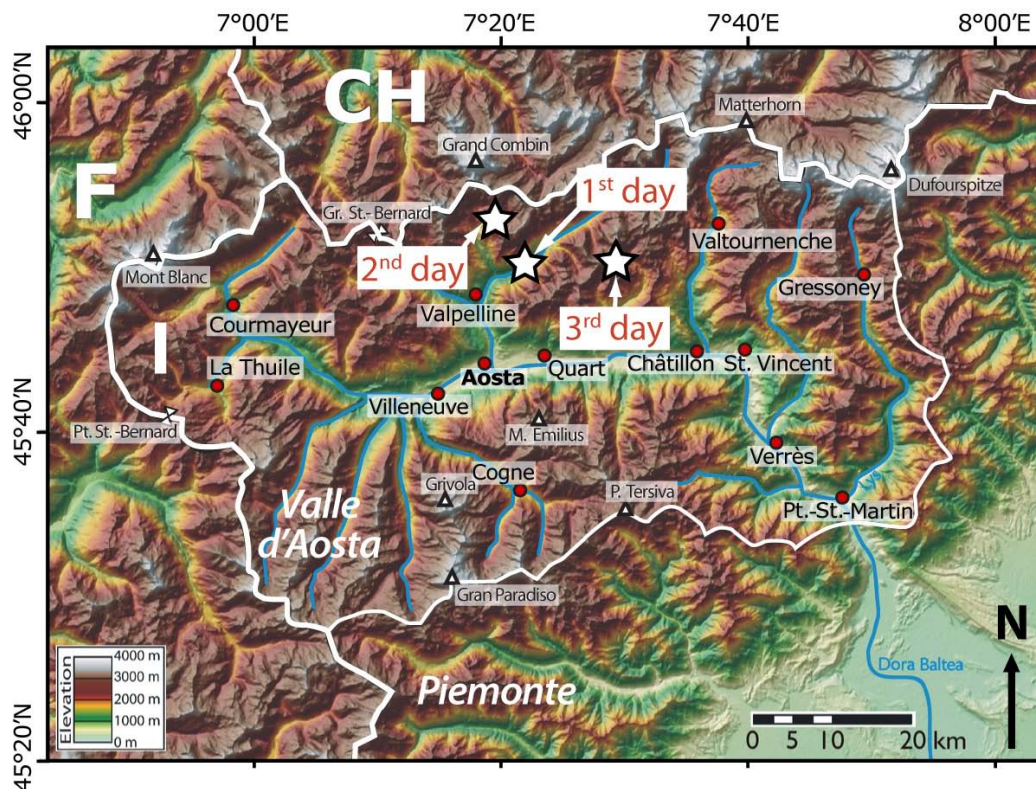 7°00'E
7°20'E
7°40'E
8°00'E
46°00'N
45°40'N
45°20'N
CH
F
I
Matterhorn
Grand Combin
Dufourspitze
1st day
Gr. St.-Bernard
2nd day
Valtournenche
Mont Blanc
Gressoney
Valpelline
3rd day
Courmayeur
La Thuile
Aosta
Quart
Châtillon
St. Vincent
Villeneuve
Pt. St.-Bernard
M. Emilius
Verrès
Cogne
Grivola
P. Tersiva
Lys
Pt.-St.-Martin
Valle
d'Aosta
Gran Paradiso
N
Dora Baltea
Piemonte
Elevation
4000 m
3000 m
2000 m
1000 m
0 m
0 5 10 20 km